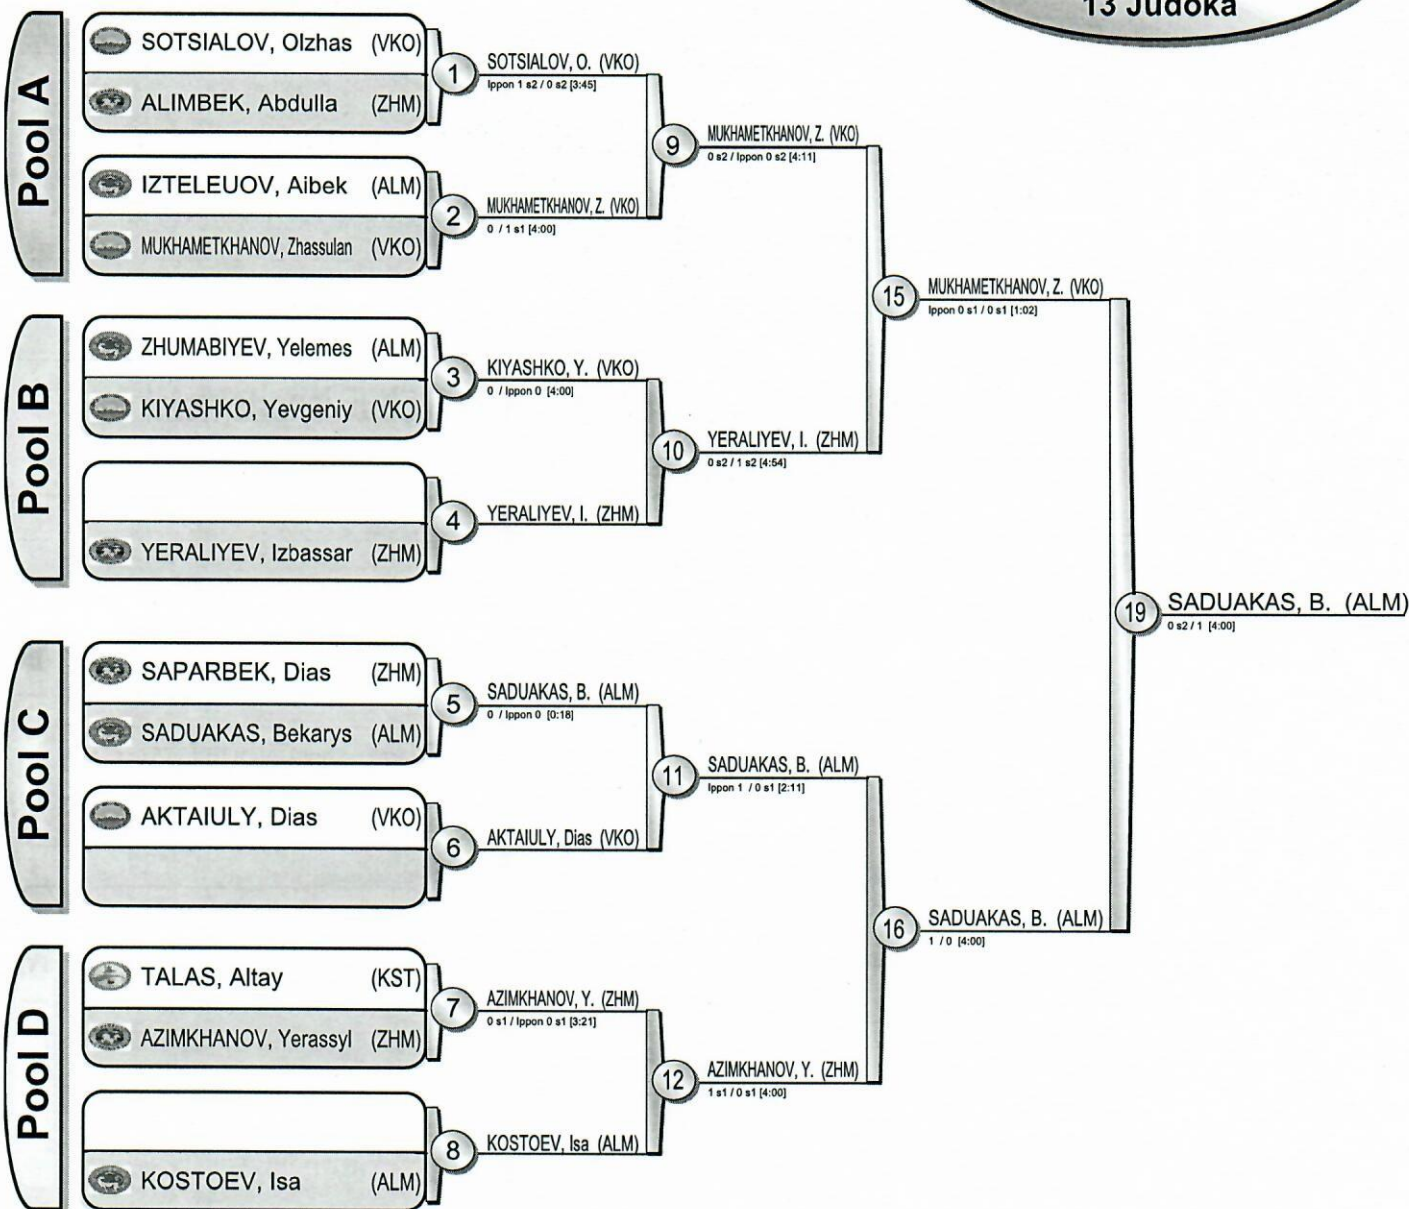 13 Judoka
Pool A
SOTSIALOV, Olzhas (VKO)
ALIMBEK, Abdulla (ZHM)
1
SOTSIALOV, O. (VKO)
Ippon 1 s2 / 0 s2 [3:45]
IZTELEUOV, Aibek (ALM)
MUKHAMETKHANOV, Zhassulan (VKO)
2
MUKHAMETKHANOV, Z. (VKO)
0 / 1 s1 [4:00]
9
MUKHAMETKHANOV, Z. (VKO)
0 s2 / Ippon 0 s2 [4:11]
Pool B
ZHUMABIYEV, Yelemes (ALM)
KIYASHKO, Yevgeniy (VKO)
3
KIYASHKO, Y. (VKO)
0 / Ippon 0 [4:00]
YERALIYEV, Izbassar (ZHM)
4
YERALIYEV, I. (ZHM)
10
YERALIYEV, I. (ZHM)
0 s2 / 1 s2 [4:54]
15
MUKHAMETKHANOV, Z. (VKO)
Ippon 0 s1 / 0 s1 [1:02]
Pool C
SAPARBEK, Dias (ZHM)
SADUAKAS, Bekarys (ALM)
5
SADUAKAS, B. (ALM)
0 / Ippon 0 [0:18]
AKTAIULY, Dias (VKO)
6
AKTAIULY, Dias (VKO)
11
SADUAKAS, B. (ALM)
Ippon 1 / 0 s1 [2:11]
Pool D
TALAS, Altay (KST)
AZIMKHANOV, Yerassyl (ZHM)
7
AZIMKHANOV, Y. (ZHM)
0 s1 / Ippon 0 s1 [3:21]
KOSTOEV, Isa (ALM)
8
KOSTOEV, Isa (ALM)
12
AZIMKHANOV, Y. (ZHM)
1 s1 / 0 s1 [4:00]
16
SADUAKAS, B. (ALM)
1 / 0 [4:00]
19
SADUAKAS, B. (ALM)
0 s2 / 1 [4:00]